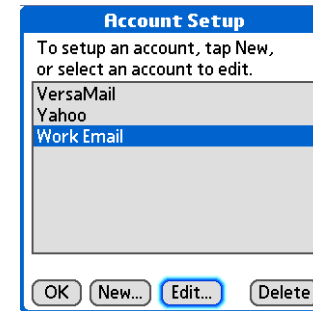 Account Setup
To setup an account, tap New,
or select an account to edit.
VersaMail
Yahoo
Work Email
OK New... Edit... Delete